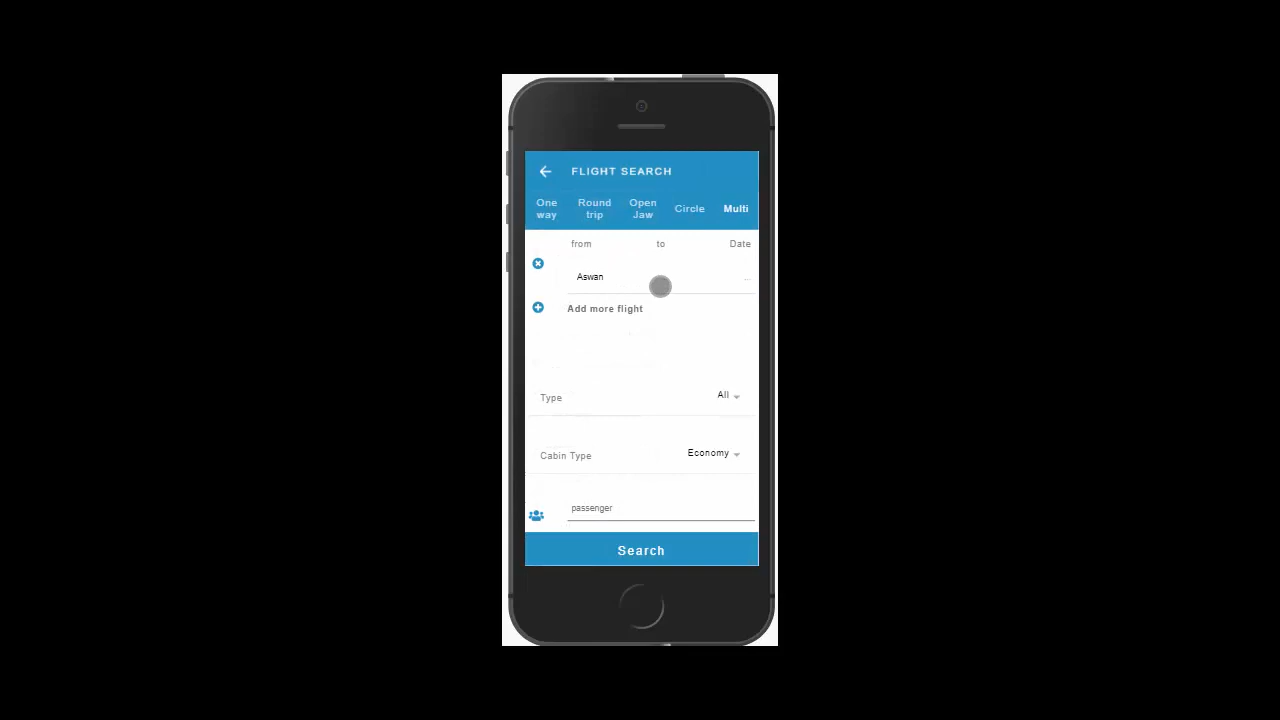 FLIGHT SEARCH
One way
Round trip
Open Jaw
Circle
Multi
from to Date
Aswan ...
Add more flight
Type All
Cabin Type Economy
passenger
Search